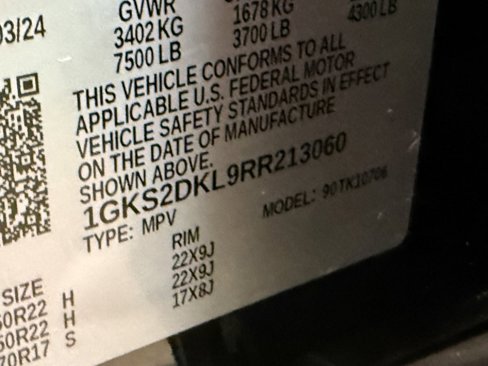 03/24
GVWR
3402 KG
7500 LB
1678 KG
3700 LB
4300 LB
THIS VEHICLE CONFORMS TO ALL
APPLICABLE U.S. FEDERAL MOTOR
VEHICLE SAFETY STANDARDS IN EFFECT
ON THE DATE OF MANUFACTURE
SHOWN ABOVE.
1GKS2DKL9RR213060
TYPE: MPV
MODEL: 90TK10706
SIZE RIM
50R22 H 22X9J
50R22 H 22X9J
70R17 S 17X8J